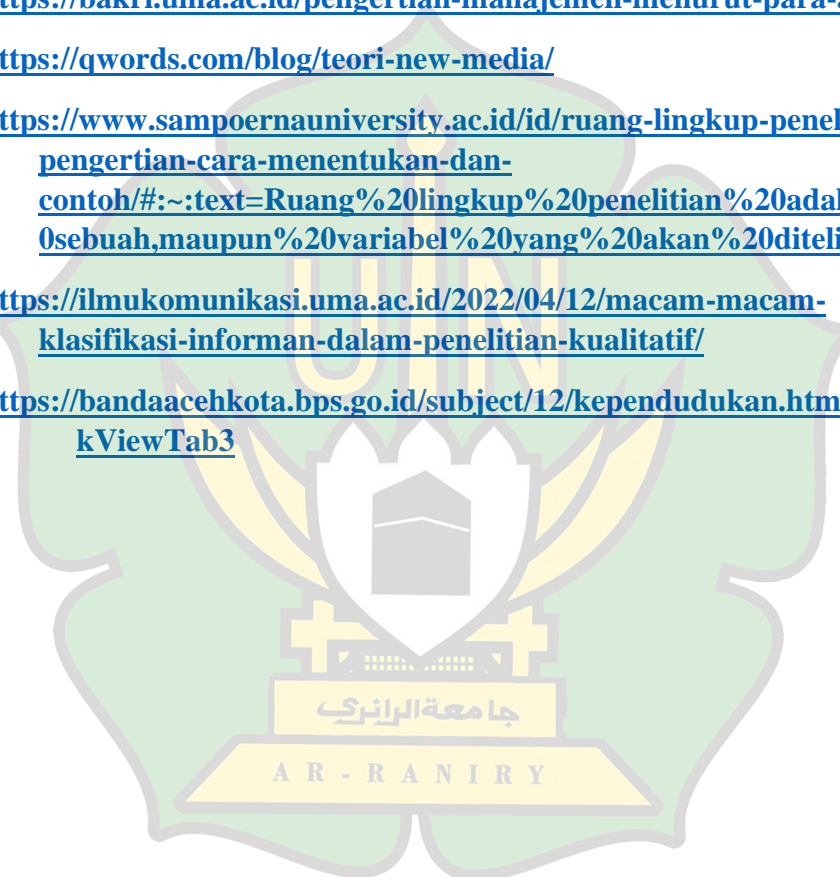 ttps://bakri.uma.ac.id/pengertian-manajemen-menurut-para-a
ttps://qwords.com/blog/teori-new-media/
ttps://www.sampoernauniversity.ac.id/id/ruang-lingkup-penel
pengertian-cara-menentukan-dan-
contoh/#:~:text=Ruang%20lingkup%20penelitian%20adal
0sebuah,maupun%20variabel%20yang%20akan%20diteli
ttps://ilmukomunikasi.uma.ac.id/2022/04/12/macam-macam-
klasifikasi-informan-dalam-penelitian-kualitatif/
ttps://bandaacehkota.bps.go.id/subject/12/kependudukan.htm
kViewTab3
UIN
جامعةالرانري
AR-RANIRY